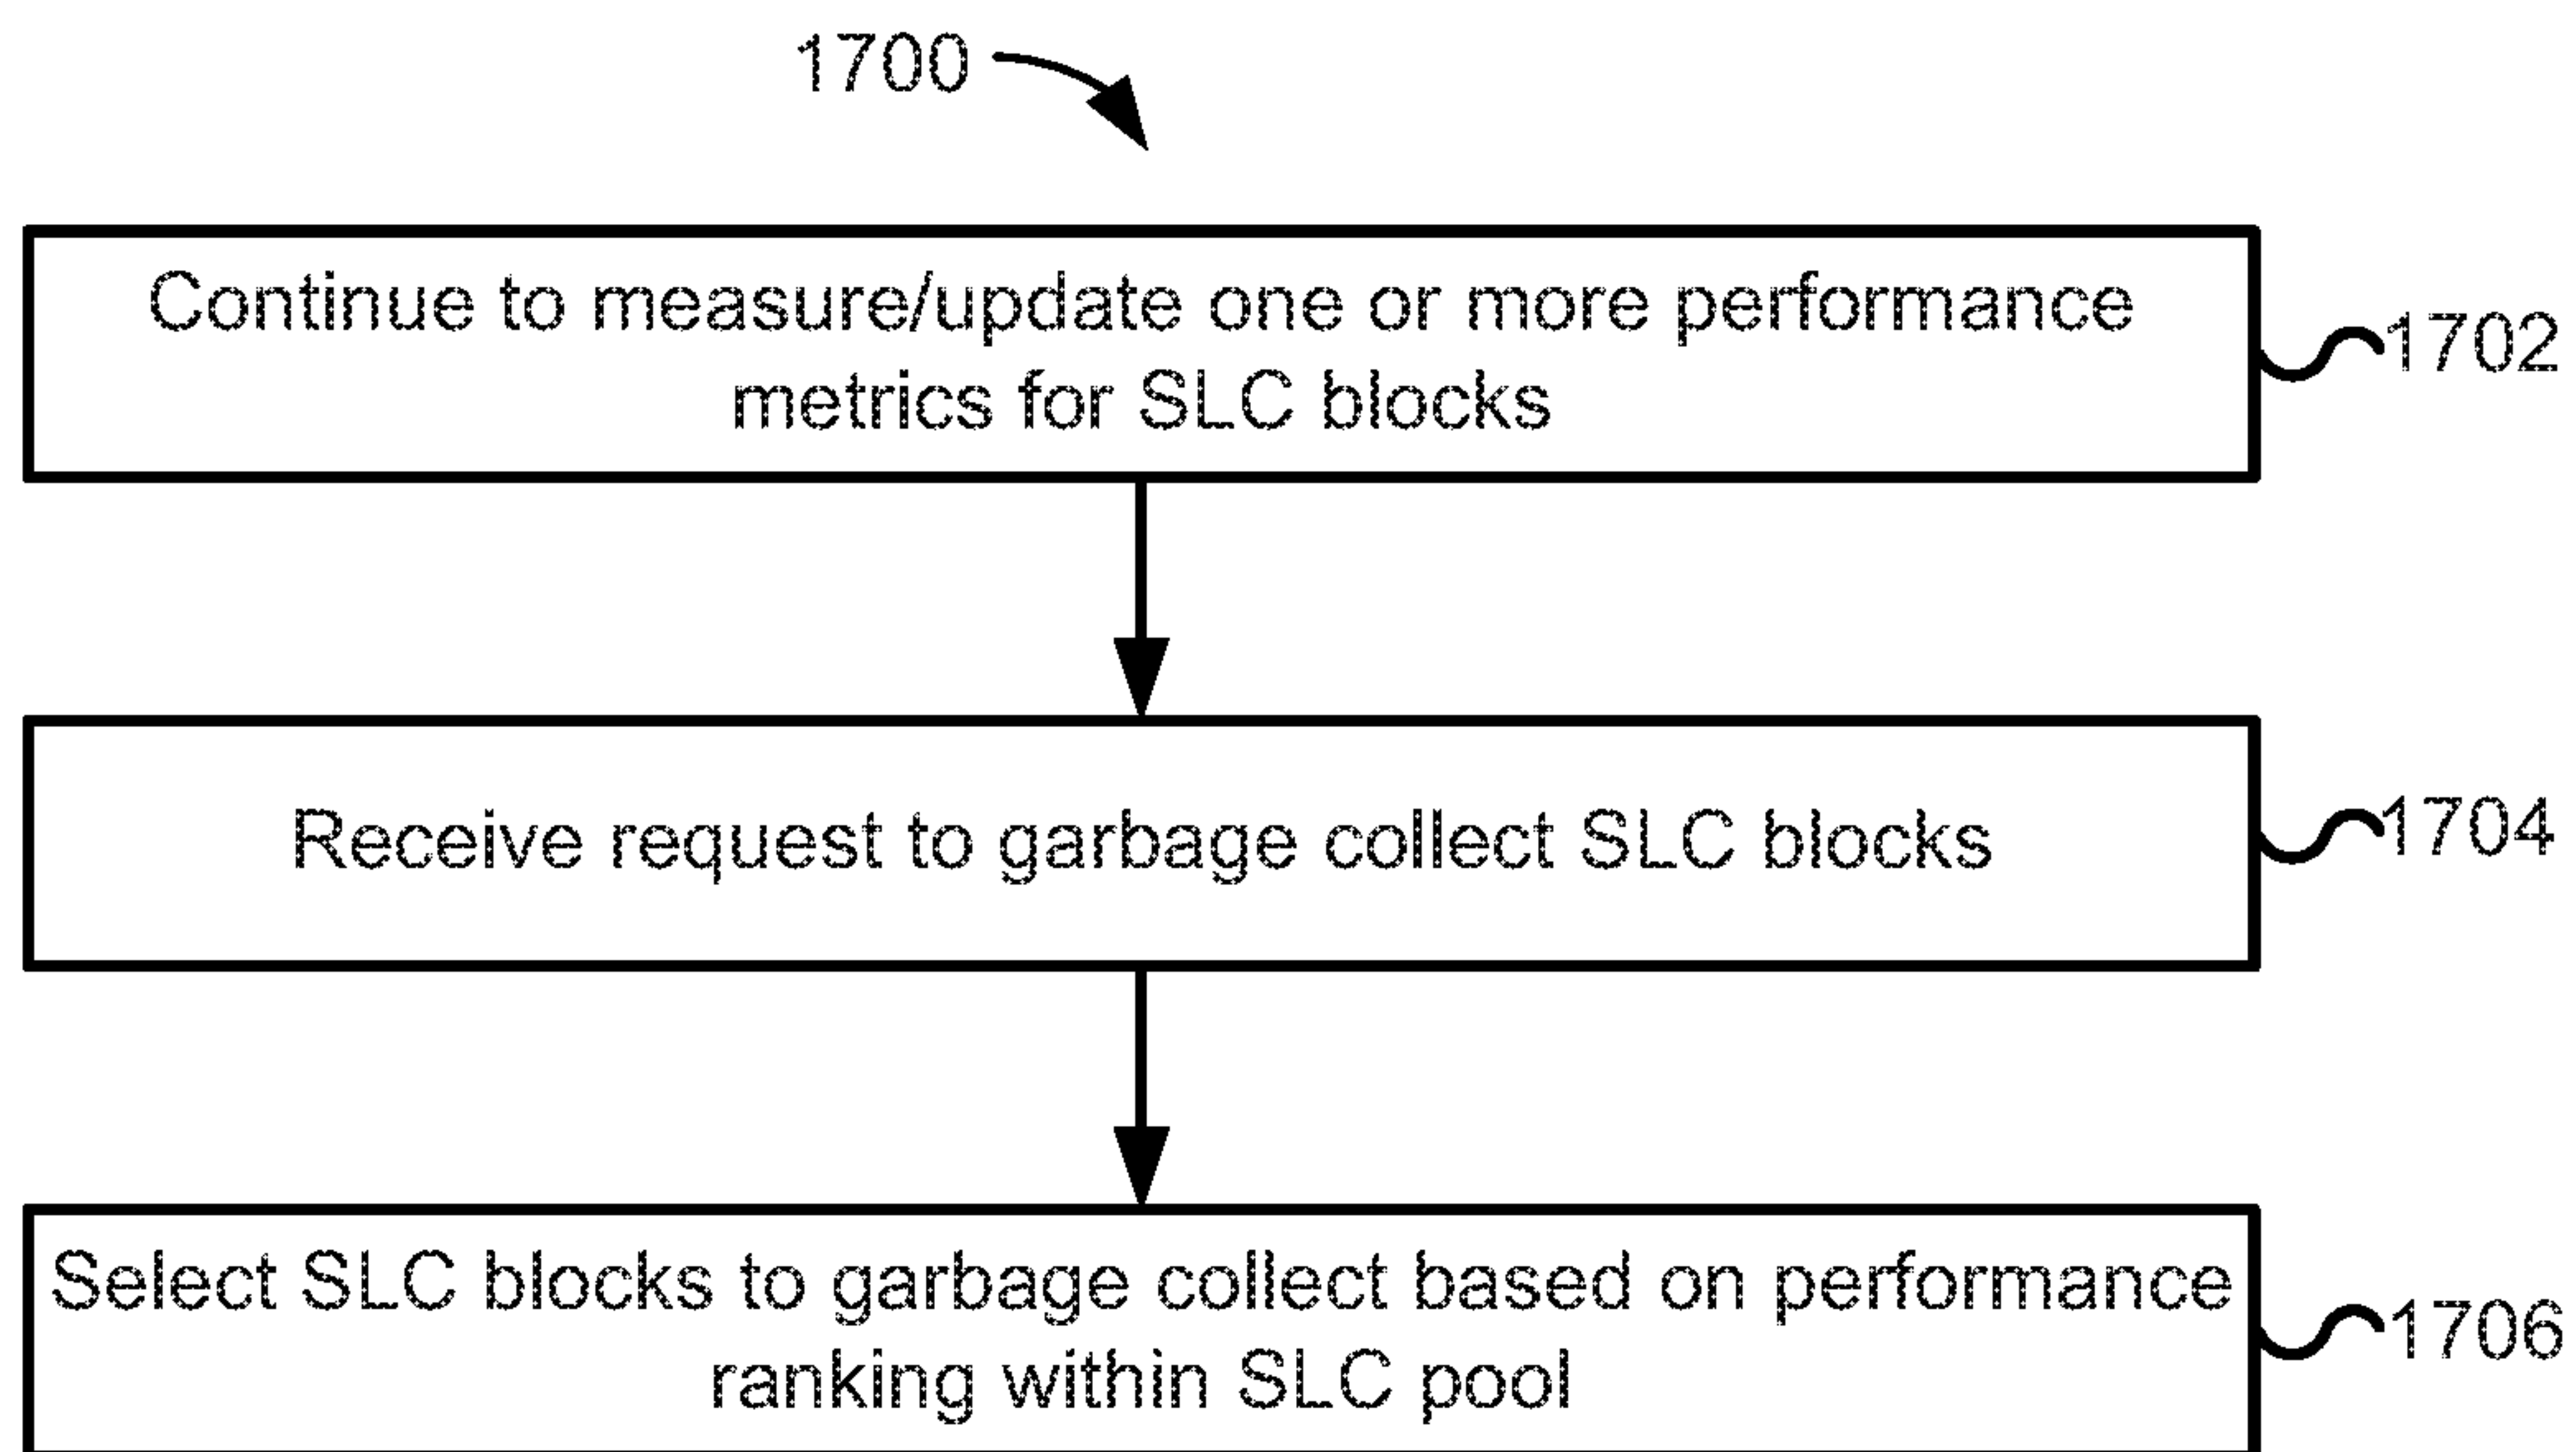 1700
Continue to measure/update one or more performance
metrics for SLC blocks
1702
Receive request to garbage collect SLC blocks
1704
Select SLC blocks to garbage collect based on performance
ranking within SLC pool
1706